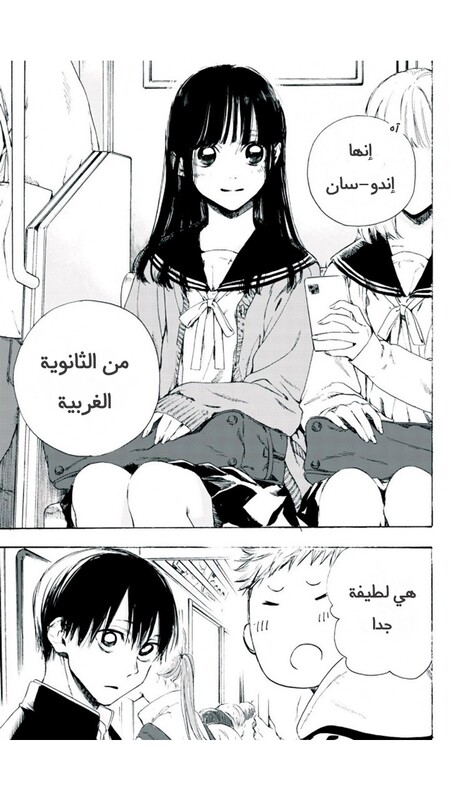 آه
إنها
إندو-سان
من الثانوية
الغربية
هي لطيفة
جدا